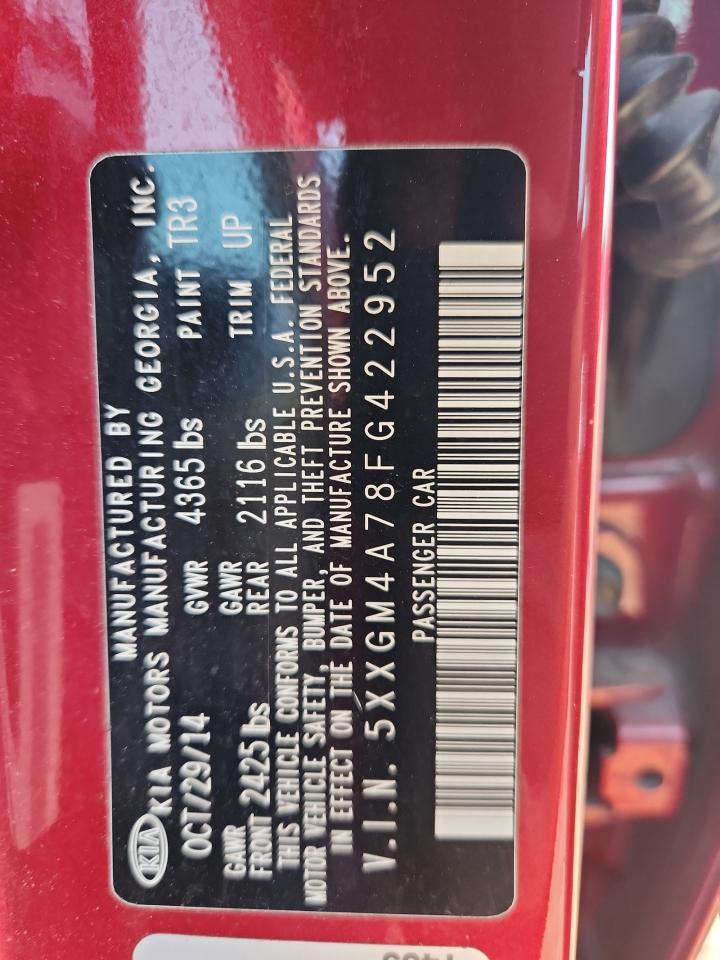 KIA
MANUFACTURED BY
KIA MOTORS MANUFACTURING GEORGIA, INC.
OCT/29/14 GVWR 4365 lbs PAINT TR3
GAWR FRONT 2425 lbs GAWR REAR 2116 lbs TRIM UP
THIS VEHICLE CONFORMS TO ALL APPLICABLE U.S.A. FEDERAL
MOTOR VEHICLE SAFETY, BUMPER, AND THEFT PREVENTION STANDARDS
IN EFFECT ON THE DATE OF MANUFACTURE SHOWN ABOVE.
V.I.N. 5XXGM4A78FG422952
PASSENGER CAR